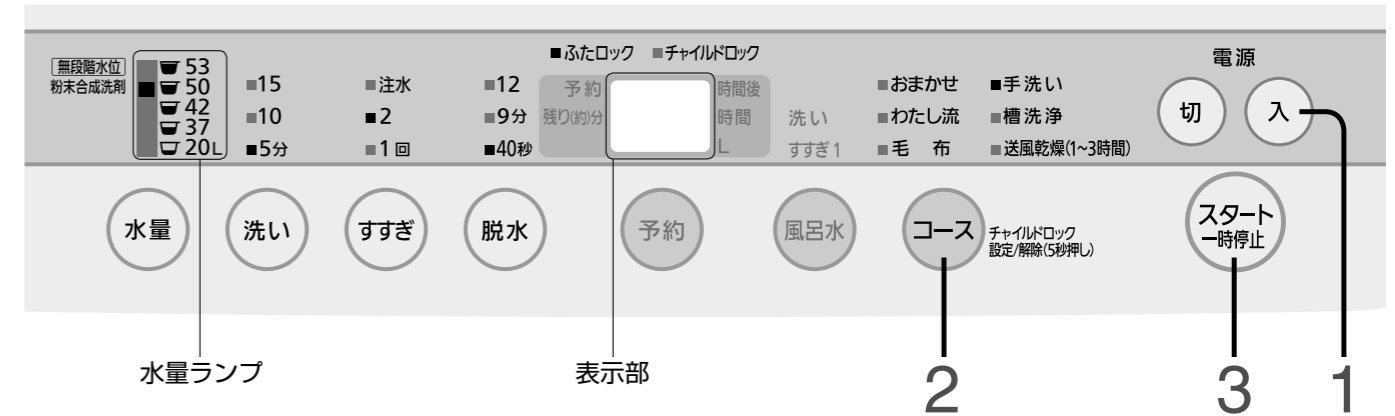 ■ふたロック ■チャイルドロック
無段階水位
粉末合成洗剤
53
50
42
37
20L
■15
■10
■5分
■注水
■2
■1回
■12
■9分
■40秒
予約
残り(約)分
時間後
時間
L
洗い
すすぎ1
■おまかせ
■わたし流
■毛 布
■手洗い
■槽洗浄
■送風乾燥(1~3時間)
電源
切
入
水量
洗い
すすぎ
脱水
予約
風呂水
コース
チャイルドロック
設定/解除(5秒押し)
スタート
一時停止
水量ランプ
表示部
2
3
1